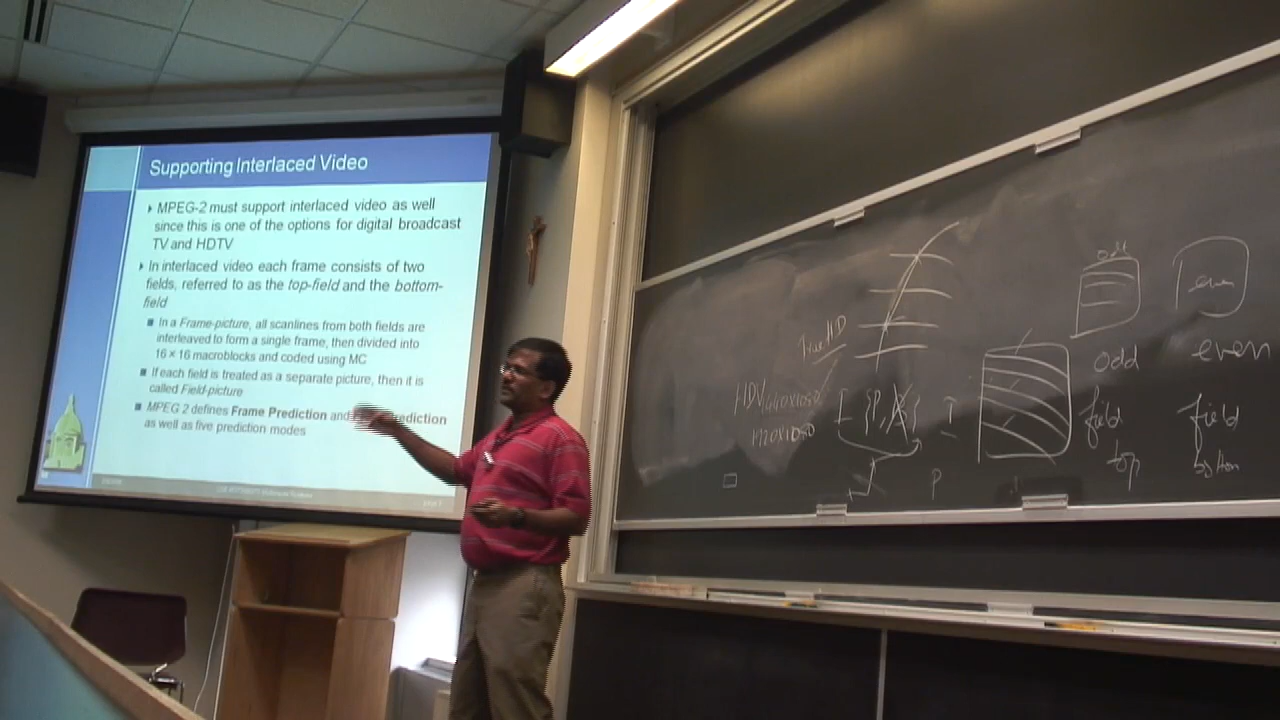 Supporting Interlaced Video
MPEG-2 must support interlaced video as well
since this is one of the options for digital broadcast
TV and HDTV
In interlaced video each frame consists of two
fields, referred to as the top-field and the bottom-
field
In a Frame-picture, all scanlines from both fields are
interleaved to form a single frame, then divided into
16 × 16 macroblocks and coded using MC
If each field is treated as a separate picture, then it is
called Field-picture
MPEG 2 defines Frame Prediction and Prediction
as well as five prediction modes
True HD
HDV 1440x1080
1920x1080
I {P,B}
I
P
odd
even
odd
field
top
even
field
bottom